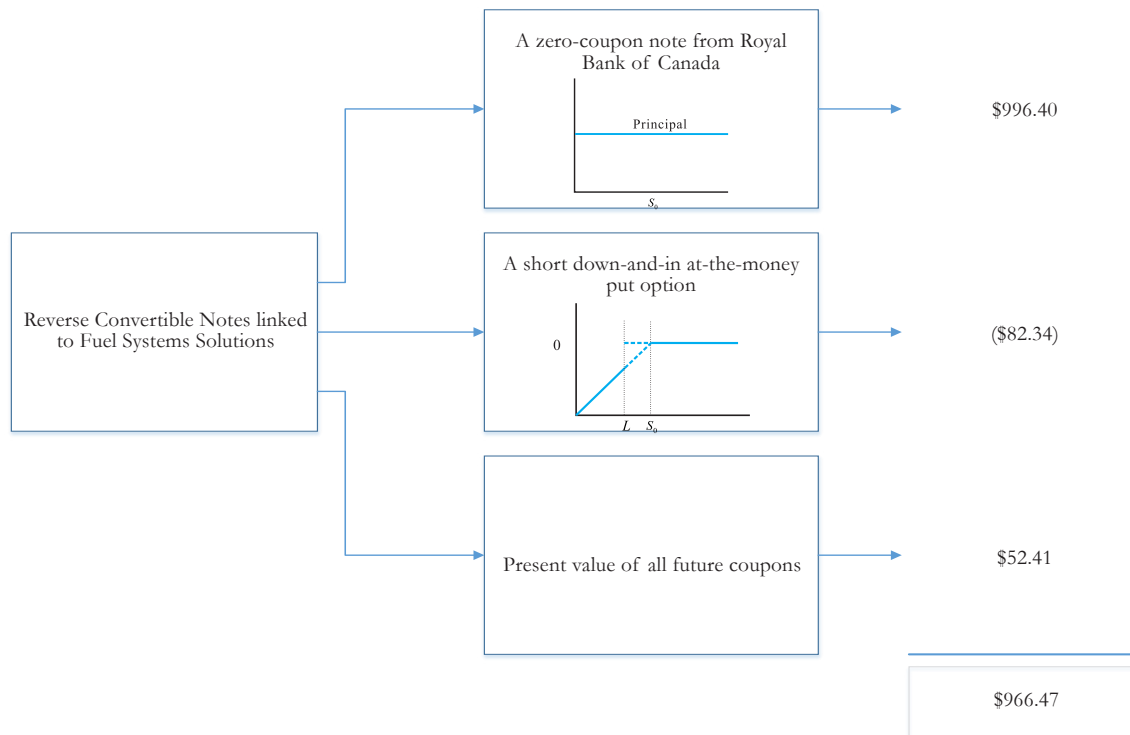 A zero-coupon note from Royal
Bank of Canada
Principal
S₀
$996.40
Reverse Convertible Notes linked
to Fuel Systems Solutions
A short down-and-in at-the-money
put option
0
L S₀
($82.34)
Present value of all future coupons
$52.41
$966.47